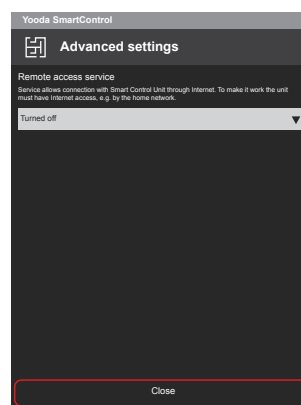 Yooda SmartControl
Advanced settings
Remote access service
Service allows connection with Smart Control Unit through Internet. To make it work the unit
must have Internet access, e.g. by the home network.
Turned off
Close